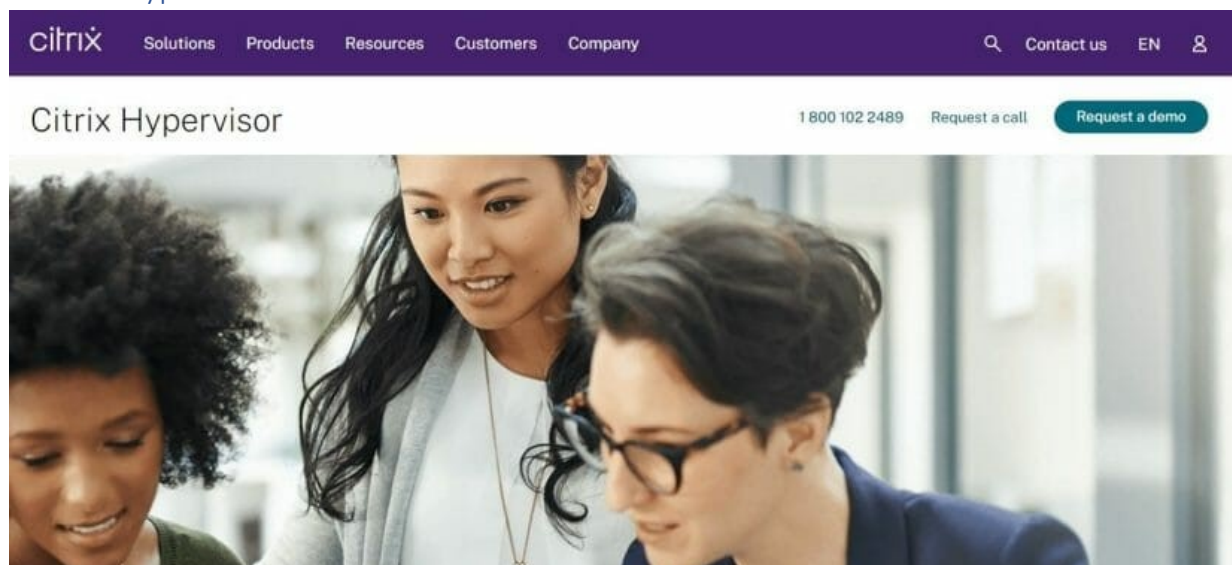 citrix Solutions Products Resources Customers Company Contact us EN
Citrix Hypervisor 1 800 102 2489 Request a call Request a demo